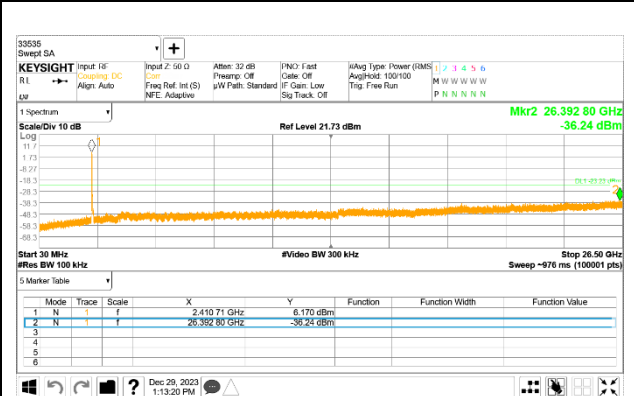 33535
Swept SA
+
KEYSIGHT Input: RF Input Z: 50 Ω Atten: 32 dB PNO: Fast #Avg Type: Power (RMS 1 2 3 4 5 6
RL Coupling: DC Corr Preamp: Off Gate: Off Avg|Hold: 100/100 M W W W W W
Align: Auto Freq Ref: Int (S) µW Path: Standard IF Gain: Low Trig: Free Run
NFE: Adaptive Sig Track: Off P N N N N N
1 Spectrum Mkr2 26.392 80 GHz
Scale/Div 10 dB Ref Level 21.73 dBm -36.24 dBm
Log
11.7
1
1.73
-8.27
-18.3
2
-28.3
-38.3
-48.3
-58.3
-68.3
Start 30 MHz #Video BW 300 kHz Stop 26.50 GHz
#Res BW 100 kHz Sweep ~976 ms (100001 pts)
5 Marker Table
Mode Trace Scale X Y Function Function Width Function Value
1 N 1 f 2.410 71 GHz 6.170 dBm
2 N 1 f 26.392 80 GHz -36.24 dBm
3
4
5
6
? Dec 29, 2023
1:13:20 PM